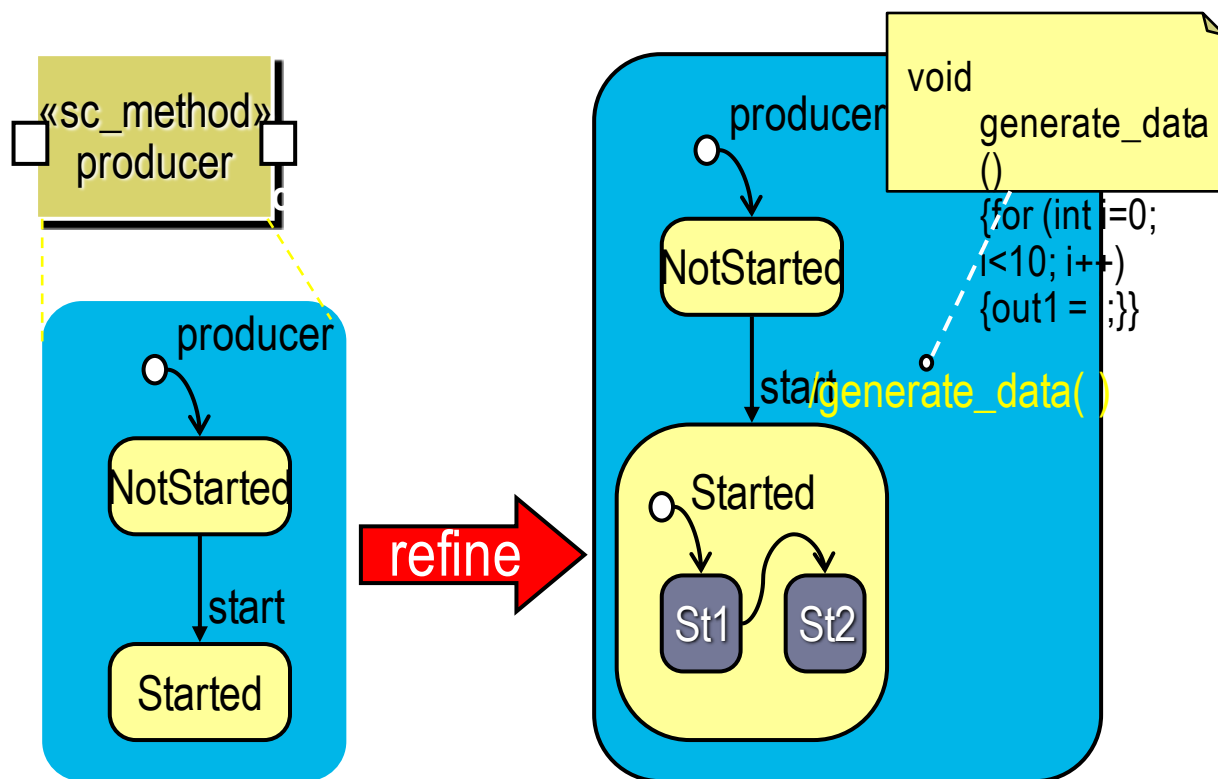 «sc_method»
producer
producer
NotStarted
start
Started
refine
producer
NotStarted
start
/generate_data( )
Started
St1
St2
void
generate_data
()
{for (int i=0;
i<10; i++)
{out1 = ;}}